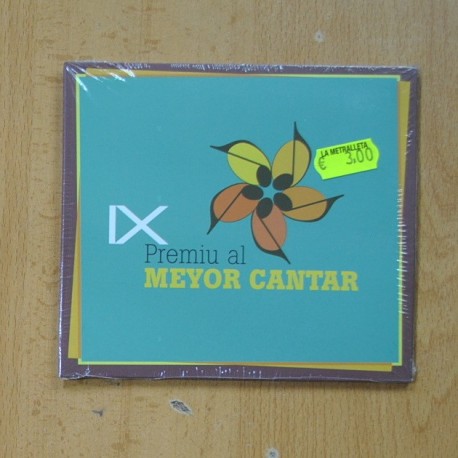 LA METRALLETA
€ 3,00
IX
Premiu al
MEYOR CANTAR